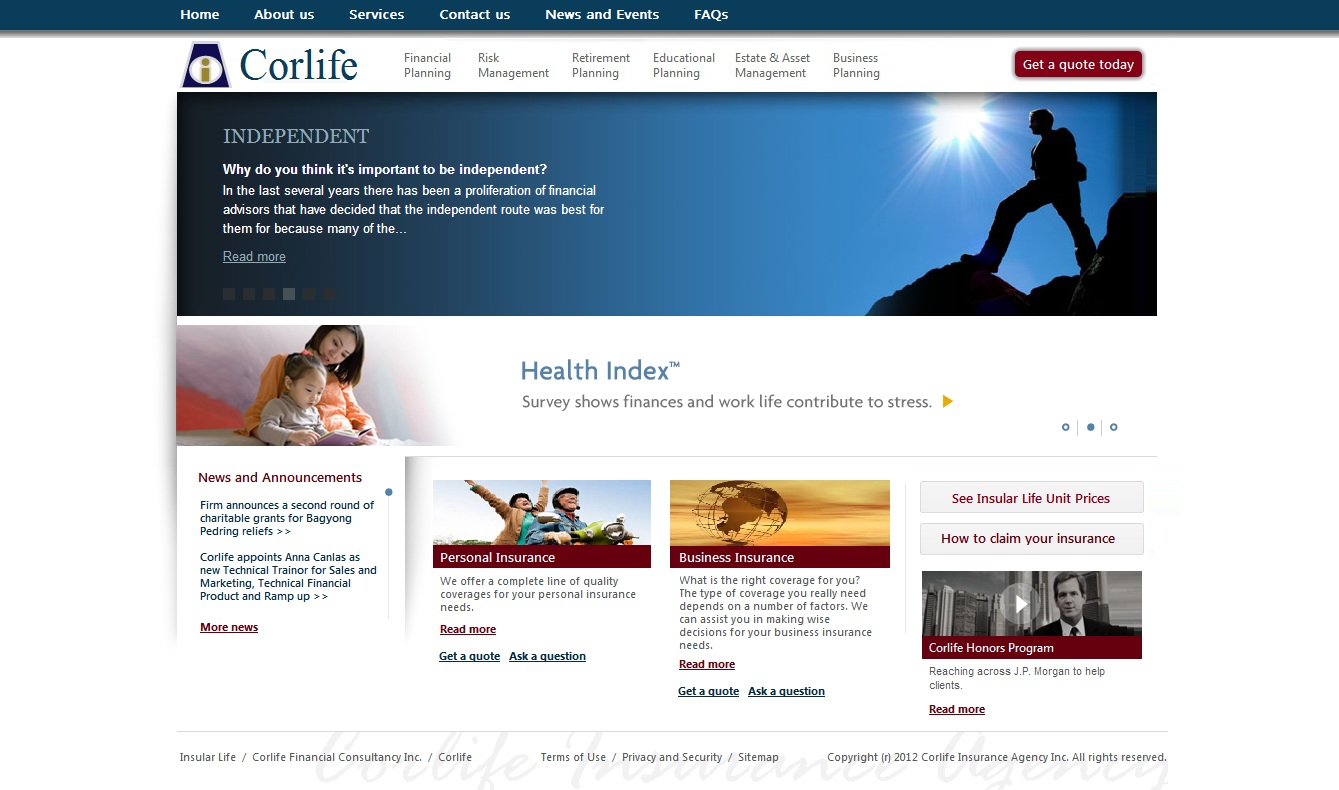 Home About us Services Contact us News and Events FAQs
i Corlife
Financial Planning
Risk Management
Retirement Planning
Educational Planning
Estate & Asset Management
Business Planning
Get a quote today
INDEPENDENT
Why do you think it's important to be independent?
In the last several years there has been a proliferation of financial
advisors that have decided that the independent route was best for
them for because many of the...
Read more
Health Index™
Survey shows finances and work life contribute to stress.
News and Announcements
Firm announces a second round of
charitable grants for Bagyong
Pedring reliefs >>
Corlife appoints Anna Canlas as
new Technical Trainor for Sales and
Marketing, Technical Financial
Product and Ramp up >>
More news
Personal Insurance
We offer a complete line of quality
coverages for your personal insurance
needs.
Read more
Get a quote Ask a question
Business Insurance
What is the right coverage for you?
The type of coverage you really need
depends on a number of factors. We
can assist you in making wise
decisions for your business insurance
needs.
Read more
Get a quote Ask a question
See Insular Life Unit Prices
How to claim your insurance
Corlife Honors Program
Reaching across J.P. Morgan to help
clients.
Read more
Corlife Insurance Agency
Insular Life / Corlife Financial Consultancy Inc. / Corlife
Terms of Use / Privacy and Security / Sitemap
Copyright (r) 2012 Corlife Insurance Agency Inc. All rights reserved.